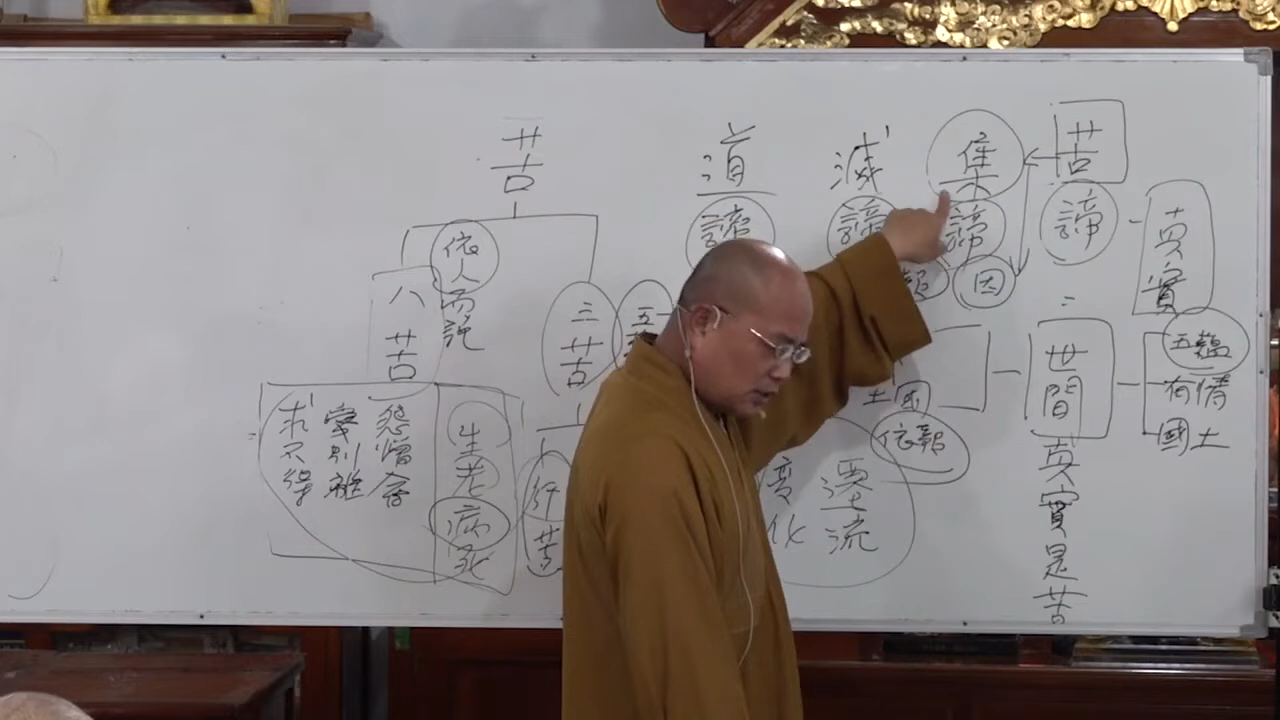 苦諦
真實
集諦
因
滅諦
道諦
世間
真實是苦
五蘊
有情
國土
國土
依報
遷流
變化
苦
三苦
依人而說
八苦
生老病死
怨憎會
愛別離
求不得